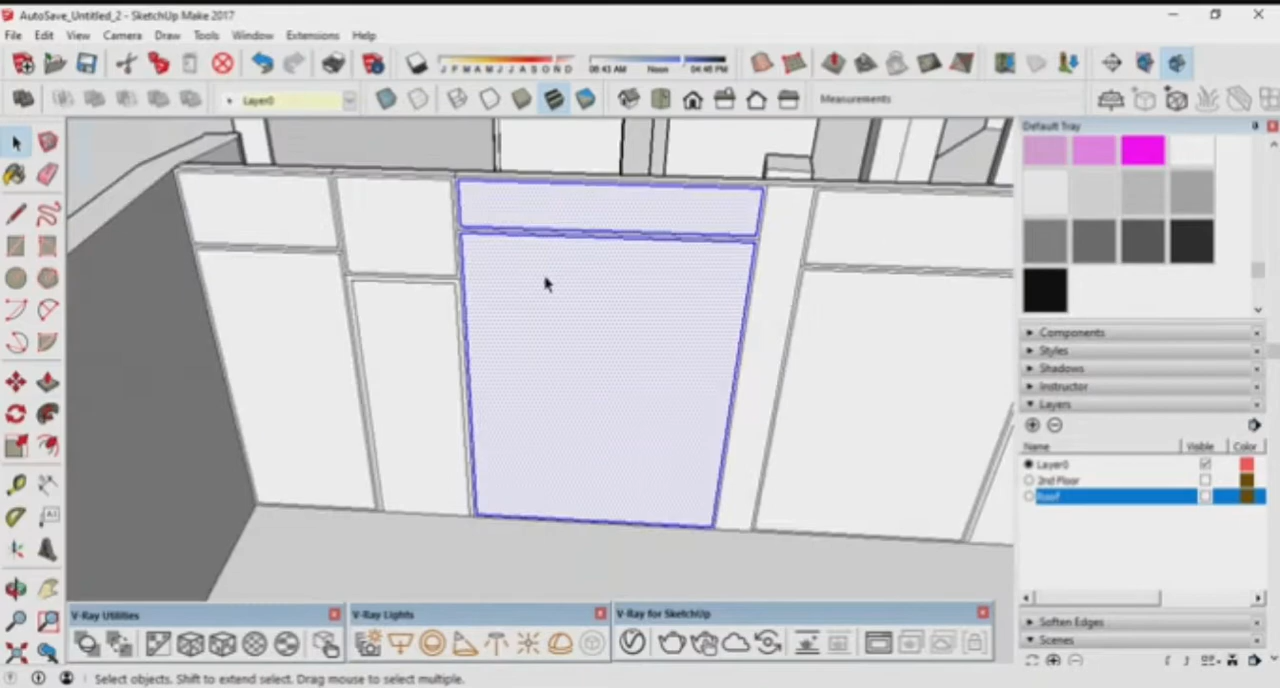 AutoSave_Untitled_2 - SketchUp Make 2017
File Edit View Camera Draw Tools Window Extensions Help
J F M A M J J A S O N D 06:43 AM Noon 04:46 PM
Layer0 Measurements
Default Tray
Components
Styles
Shadows
Instructor
Layers
Name Visible Color
Layer0
2nd Floor
Roof
Soften Edges
Scenes
V-Ray Utilities V-Ray Lights V-Ray for SketchUp
Select objects. Shift to extend select. Drag mouse to select multiple.